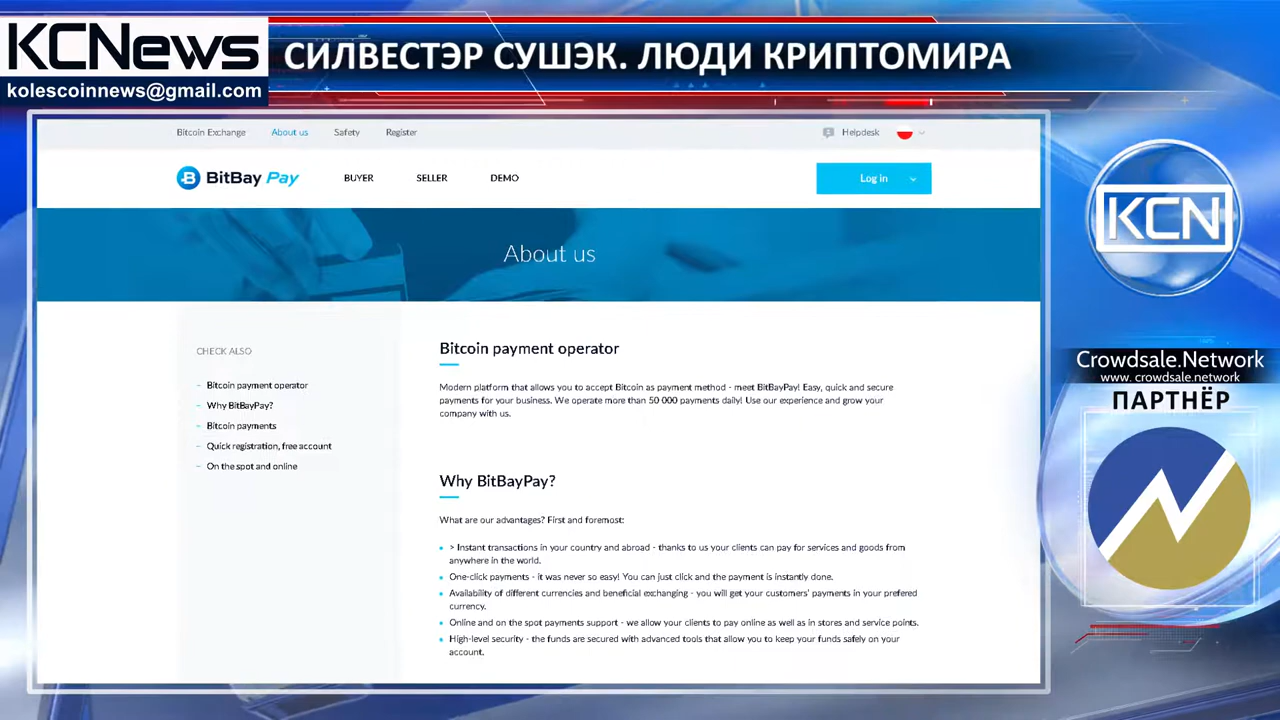 KCNews
kolescoinnews@gmail.com
СИЛВЕСТЭР СУШЭК. ЛЮДИ КРИПТОМИРА
Bitcoin Exchange
About us
Safety
Register
Helpdesk
BitBay Pay
BUYER
SELLER
DEMO
Log in
About us
CHECK ALSO
Bitcoin payment operator
Why BitBayPay?
Bitcoin payments
Quick registration, free account
On the spot and online
Bitcoin payment operator
Modern platform that allows you to accept Bitcoin as payment method - meet BitBayPay! Easy, quick and secure
payments for your business. We operate more than 50 000 payments daily! Use our experience and grow your
company with us.
Why BitBayPay?
What are our advantages? First and foremost:
> Instant transactions in your country and abroad - thanks to us your clients can pay for services and goods from
anywhere in the world.
One-click payments - it was never so easy! You can just click and the payment is instantly done.
Availability of different currencies and beneficial exchanging - you will get your customers' payments in your prefered
currency.
Online and on the spot payments support - we allow your clients to pay online as well as in stores and service points.
High-level security - the funds are secured with advanced tools that allow you to keep your funds safely on your
account.
KCN
Crowdsale.Network
www. crowdsale.network
ПАРТНЁР